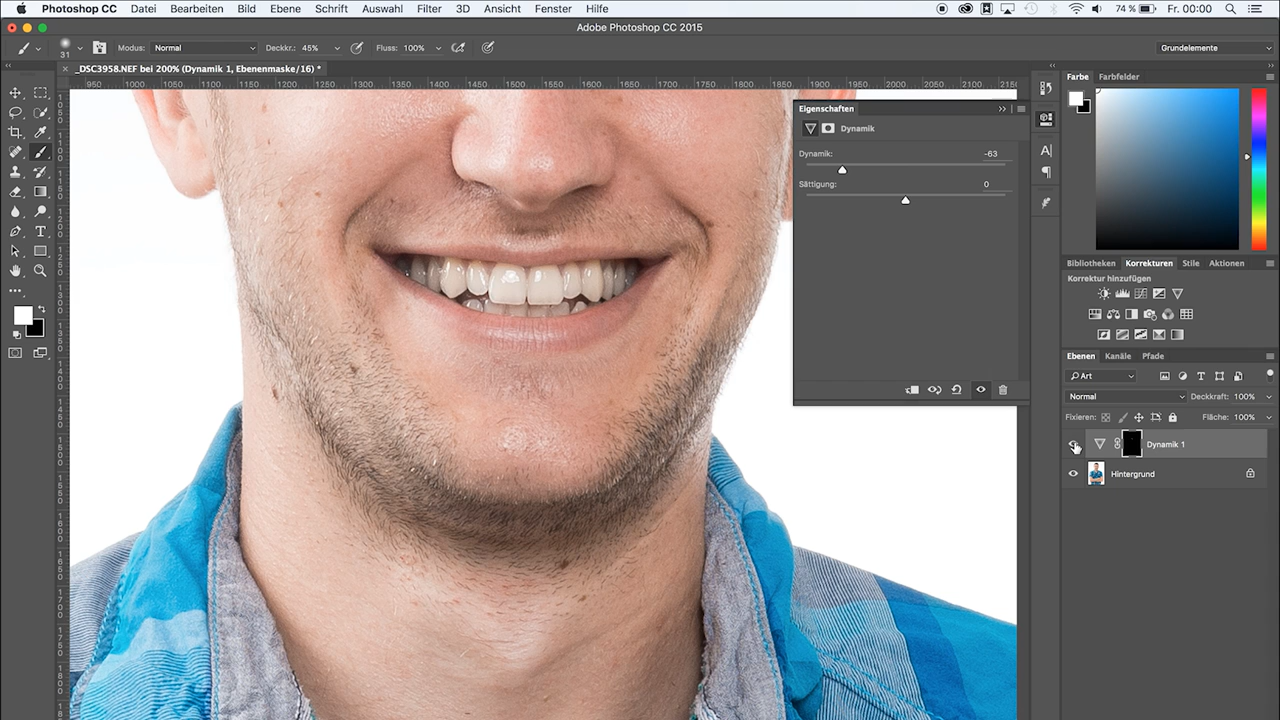 Photoshop CC Datei Bearbeiten Bild Ebene Schrift Auswahl Filter 3D Ansicht Fenster Hilfe 74 % Fr. 00:00
Adobe Photoshop CC 2015
31 Modus: Normal Deckkr.: 45% Fluss: 100% Grundelemente
× _DSC3958.NEF bei 200% (Dynamik 1, Ebenenmaske/16) *
950 1000 1050 1100 1150 1200 1250 1300 1350 1400 1450 1500 1550 1600 1650 1700 1750 1800 1850 1900 1950 2000 2050 2100 2150
Farbe Farbfelder
Eigenschaften
Dynamik
Dynamik: -63
Sättigung: 0
Bibliotheken Korrekturen Stile Aktionen
Korrektur hinzufügen
Ebenen Kanäle Pfade
Art
Normal Deckkraft: 100%
Fixieren: Fläche: 100%
Dynamik 1
Hintergrund